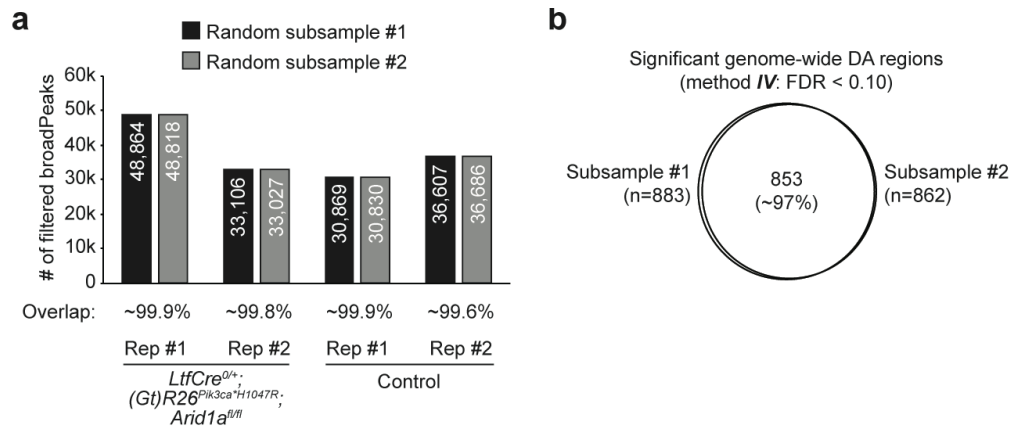 a
Random subsample #1
Random subsample #2
# of filtered broadPeaks
60k
50k
40k
30k
20k
10k
0
48,864
48,818
33,106
33,027
30,869
30,830
36,607
36,686
Overlap: ~99.9% ~99.8% ~99.9% ~99.6%
Rep #1 Rep #2 Rep #1 Rep #2
LtfCre0/+;
(Gt)R26Pik3ca*H1047R;
Arid1afl/fl
Control
b
Significant genome-wide DA regions
(method IV: FDR < 0.10)
Subsample #1
(n=883)
853
(~97%)
Subsample #2
(n=862)